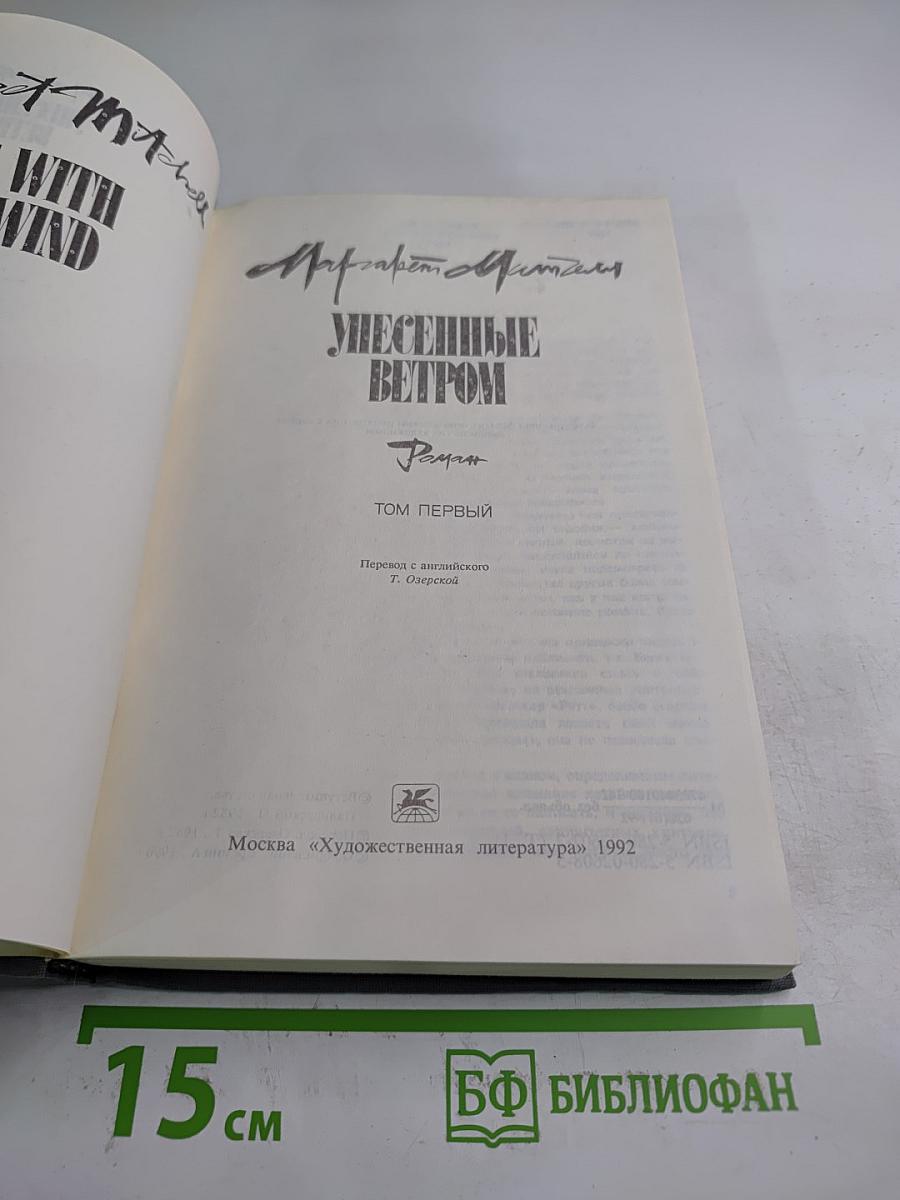 Mitchell
WITH
WIND
Маргарет Митчелл
УНЕСЕННЫЕ
ВЕТРОМ
Роман
ТОМ ПЕРВЫЙ
Перевод с английского
Т. Озерской
Москва «Художественная литература» 1992
15 см
БФ БИБЛИОФАН